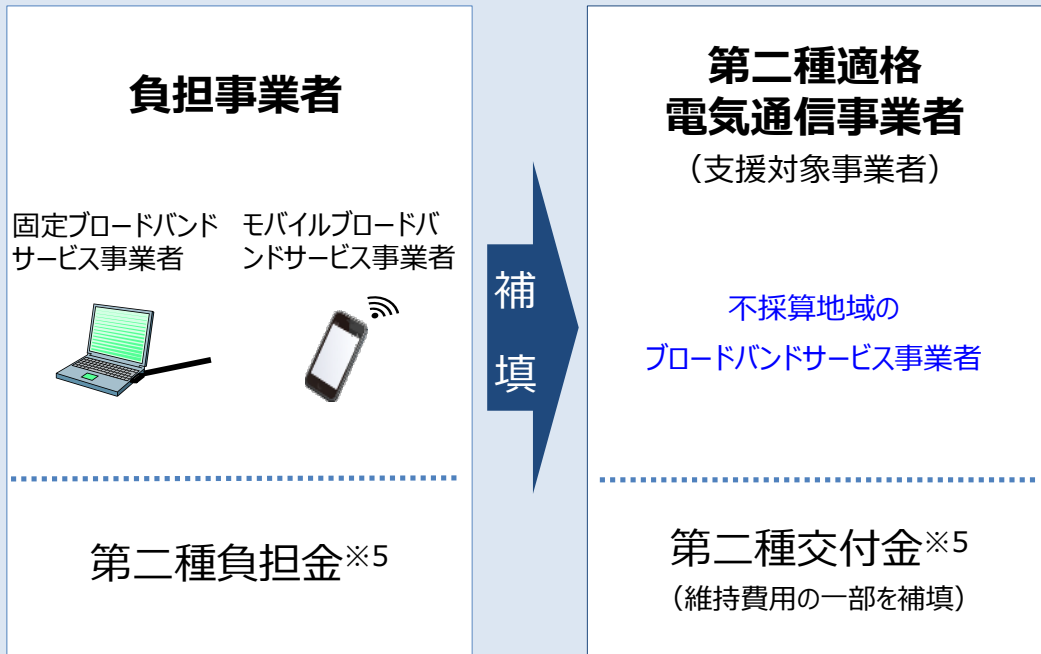 負担事業者
固定ブロードバンド
サービス事業者
モバイルブロードバ
ンドサービス事業者
第二種負担金※5
補
填
第二種適格
電気通信事業者
（支援対象事業者）
不採算地域の
ブロードバンドサービス事業者
第二種交付金※5
（維持費用の一部を補填）